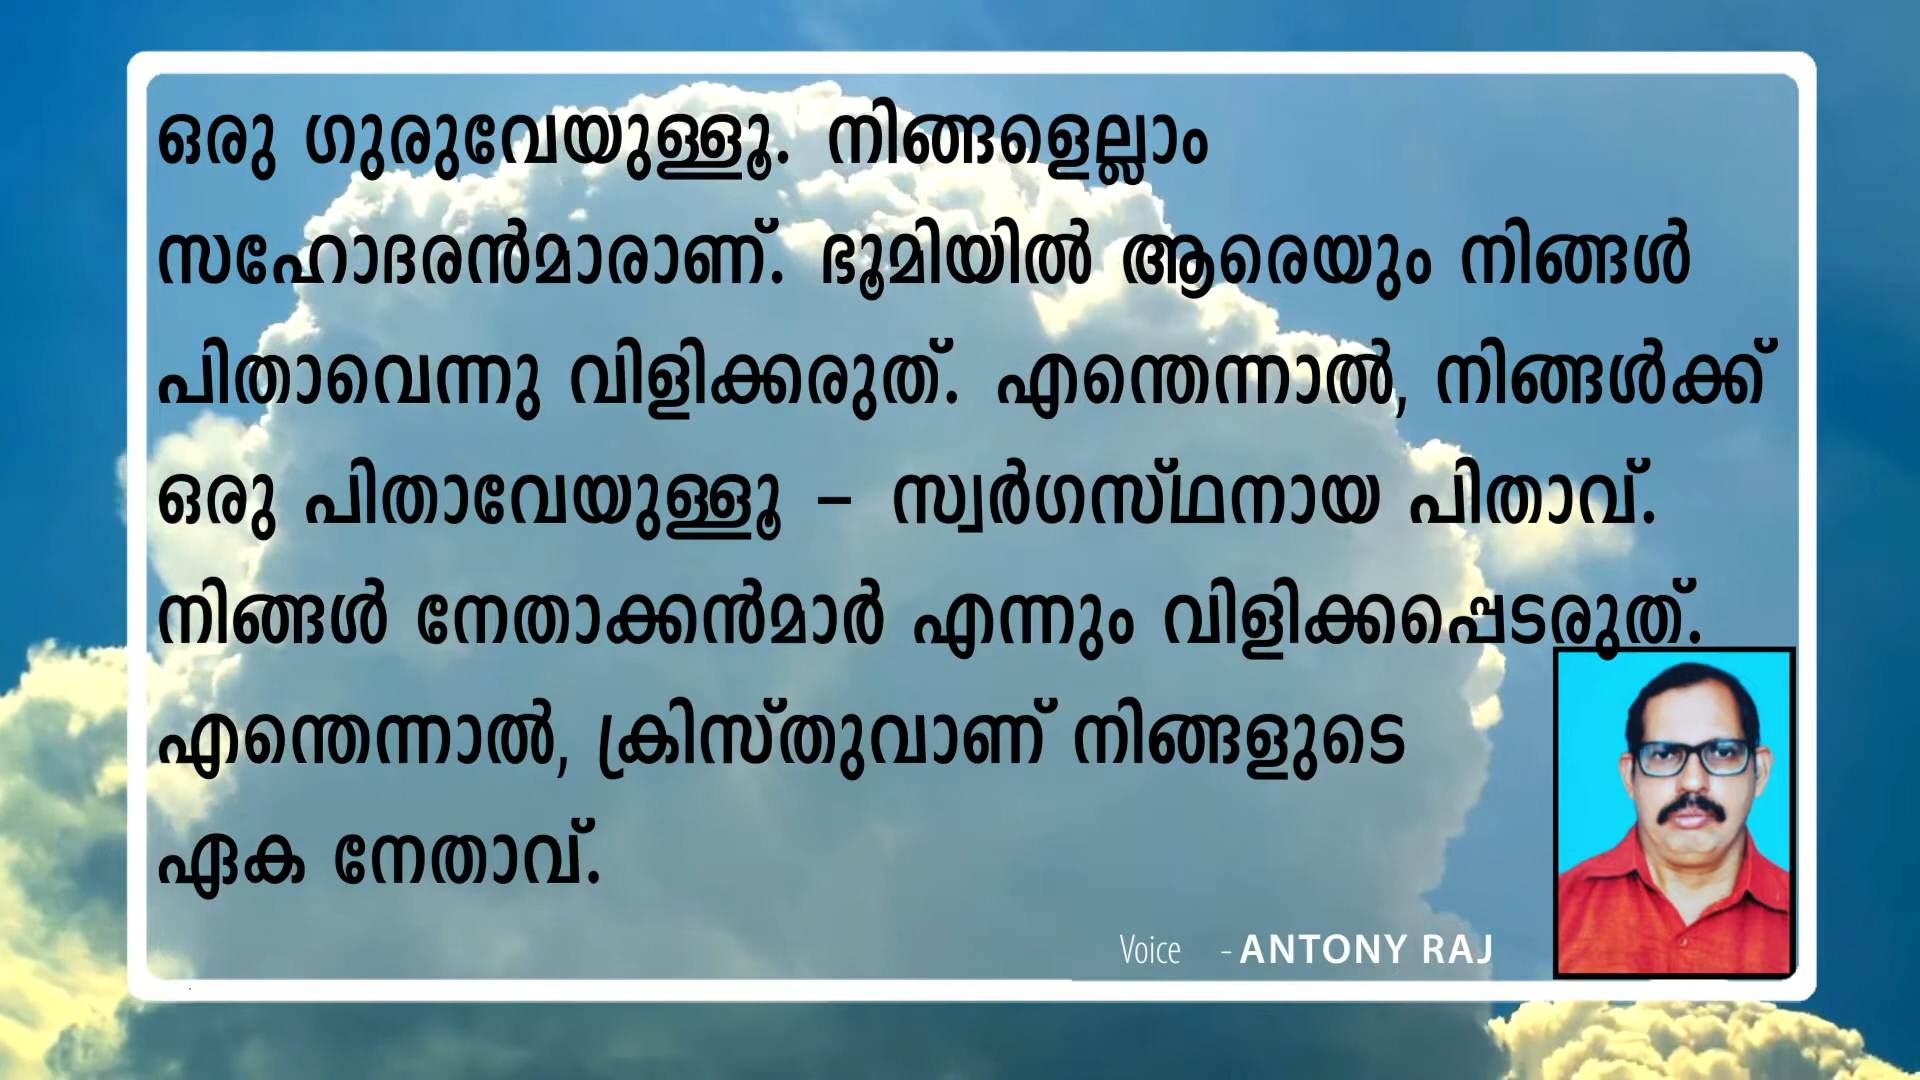 ഒരു ഗുരുവേയുള്ളൂ. നിങ്ങളെല്ലാം
സഹോദരൻമാരാണ്. ഭൂമിയിൽ ആരെയും നിങ്ങൾ
പിതാവെന്നു വിളിക്കരുത്. എന്തെന്നാൽ, നിങ്ങൾക്ക്
ഒരു പിതാവേയുള്ളൂ – സ്വർഗസ്ഥനായ പിതാവ്.
നിങ്ങൾ നേതാക്കൻമാർ എന്നും വിളിക്കപ്പെടരുത്.
എന്തെന്നാൽ, ക്രിസ്തുവാണ് നിങ്ങളുടെ
ഏക നേതാവ്.
Voice - ANTONY RAJ